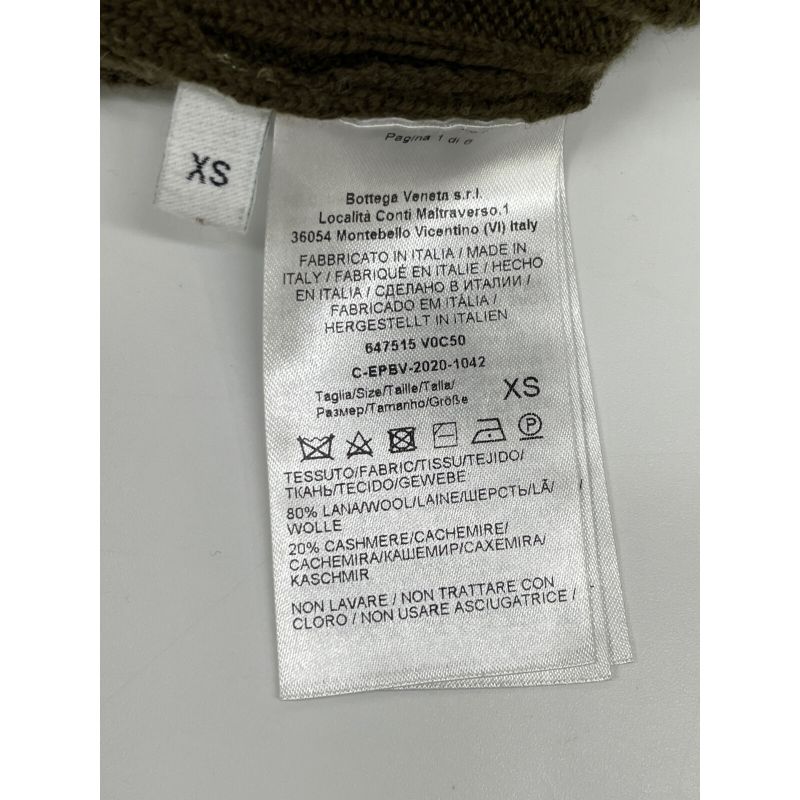 XS
Pagina 1 di 6
Bottega Veneta s.r.l.
Località Conti Maltraverso,1
36054 Montebello Vicentino (VI) Italy
FABBRICATO IN ITALIA / MADE IN
ITALY / FABRIQUÉ EN ITALIE / HECHO
EN ITALIA / СДЕЛАНО В ИТАЛИИ /
FABRICADO EM ITÁLIA /
HERGESTELLT IN ITALIEN
647515 V0C50
C-EPBV-2020-1042
Taglia/Size/Taille/Talla/
Размер/Tamanho/Größe
XS
P
TESSUTO/FABRIC/TISSU/TEJIDO/
ТКАНЬ/TECIDO/GEWEBE
80% LANA/WOOL/LAINE/ШЕРСТЬ/LÃ/
WOLLE
20% CASHMERE/CACHEMIRE/
CACHEMIRA/КАШЕМИР/CAXEMIRA/
KASCHMIR
NON LAVARE / NON TRATTARE CON
CLORO / NON USARE ASCIUGATRICE /